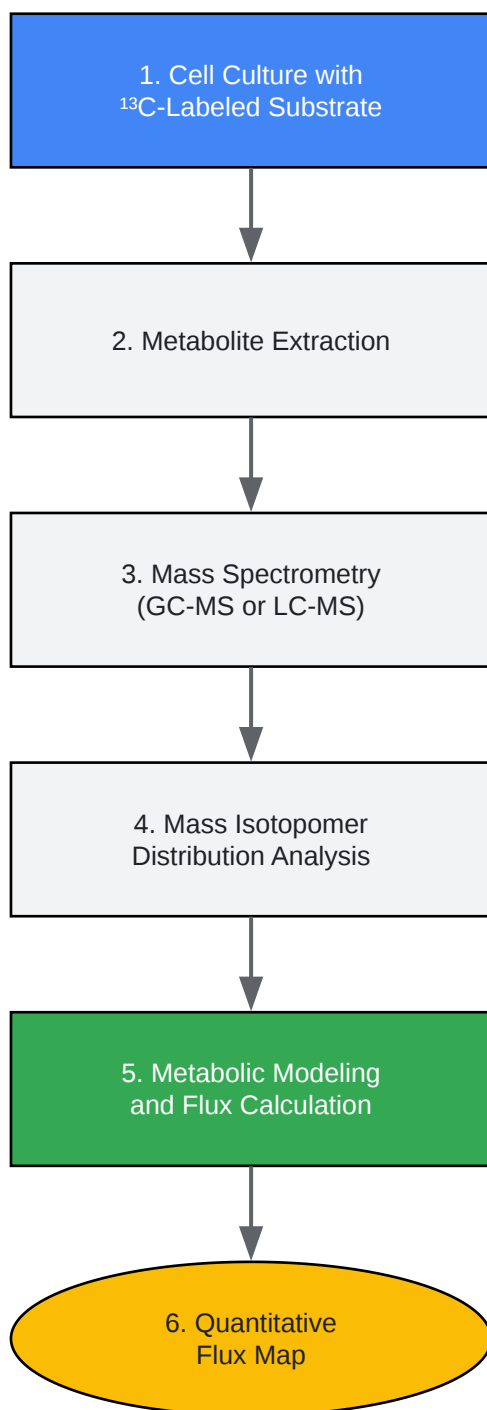 1. Cell Culture with
¹³C-Labeled Substrate
2. Metabolite Extraction
3. Mass Spectrometry
(GC-MS or LC-MS)
4. Mass Isotopomer
Distribution Analysis
5. Metabolic Modeling
and Flux Calculation
6. Quantitative
Flux Map